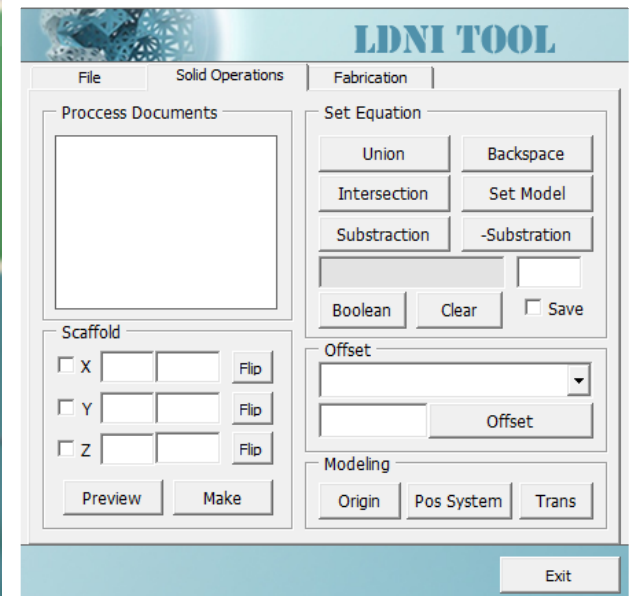 LDNI TOOL
File Solid Operations Fabrication
Proccess Documents
Set Equation
Union Backspace
Intersection Set Model
Substraction -Substration
Boolean Clear Save
Scaffold
X Flip
Y Flip
Z Flip
Preview Make
Offset
Offset
Modeling
Origin Pos System Trans
Exit